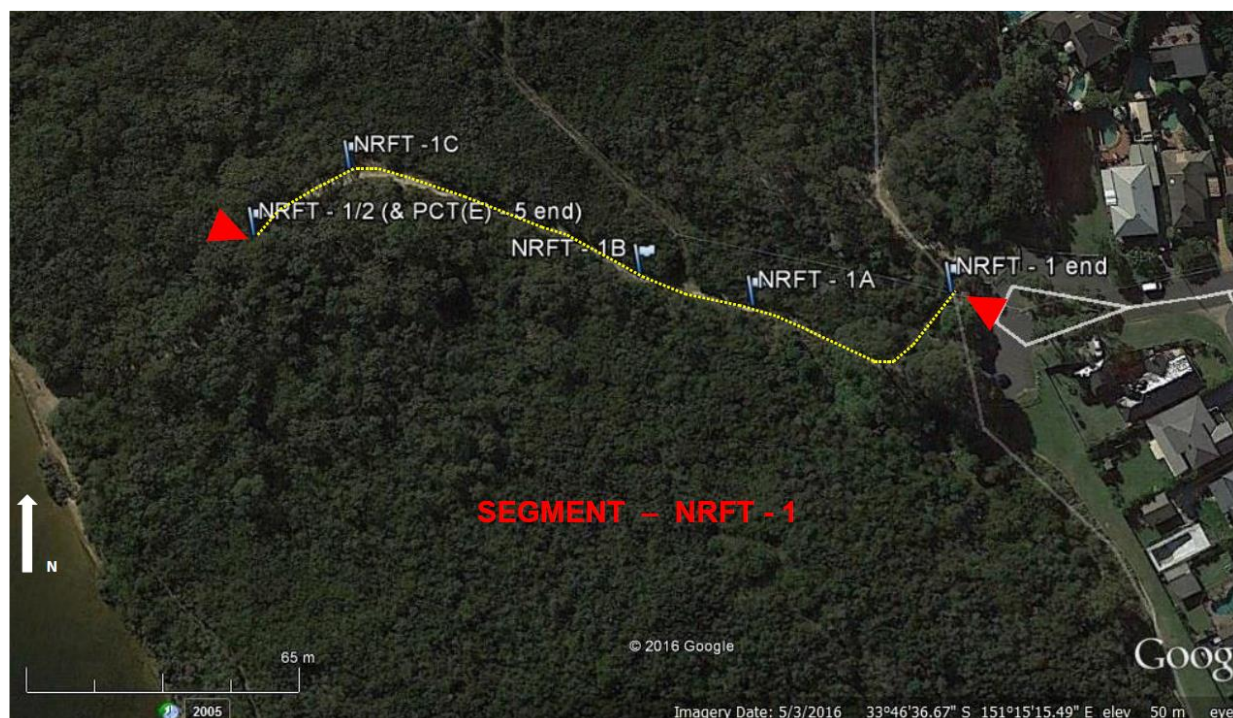 NRFT -1C
NRFT - 1/2 (& PCT(E) - 5 end)
NRFT - 1B
NRFT - 1 end
NRFT - 1A
SEGMENT – NRFT - 1
N
© 2016 Google
65 m
Goog
2005
Imagery Date: 5/3/2016 33°46'36.67" S 151°15'15.49" E elev 50 m eye